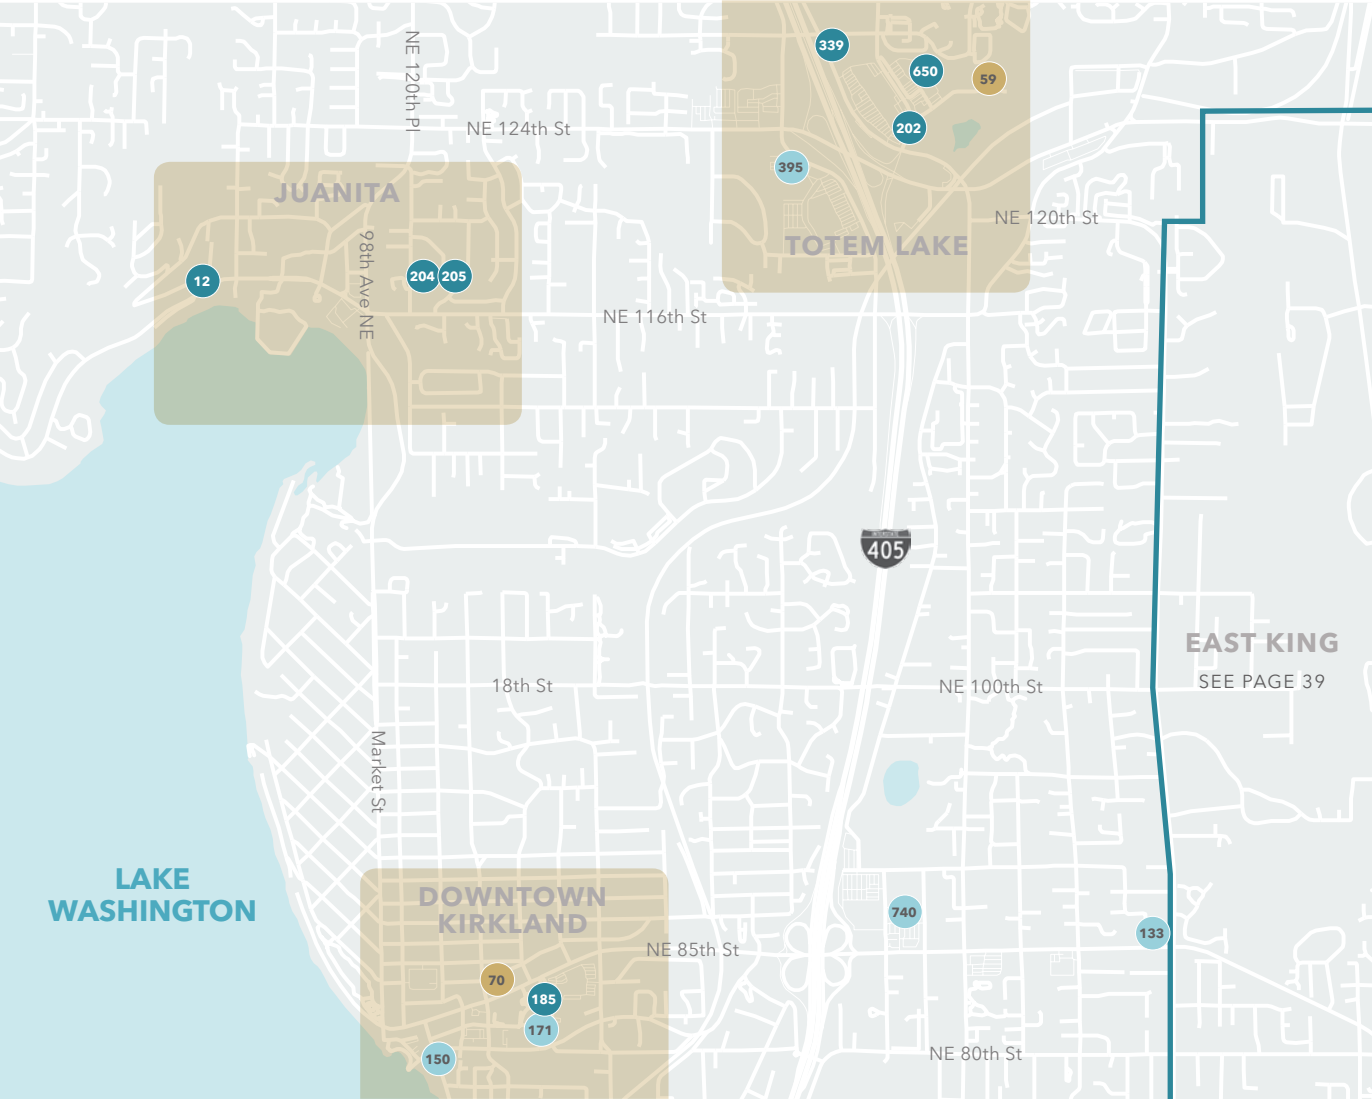 NE 120th Pl
339
650
59
NE 124th St
202
395
JUANITA
NE 120th St
98th Ave NE
TOTEM LAKE
12
204
205
NE 116th St
INTERSTATE
405
EAST KING
SEE PAGE 39
18th St
NE 100th St
Market St
LAKE
WASHINGTON
DOWNTOWN
KIRKLAND
740
133
NE 85th St
70
185
171
150
NE 80th St